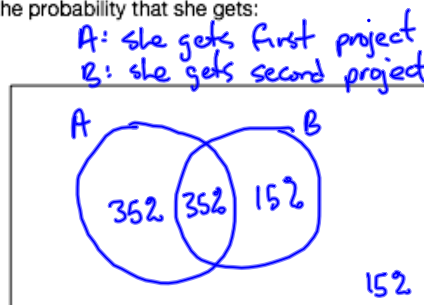 he probability that she gets:
A: she gets first project
B: she gets second project
A B
35% 35% 15%
15%